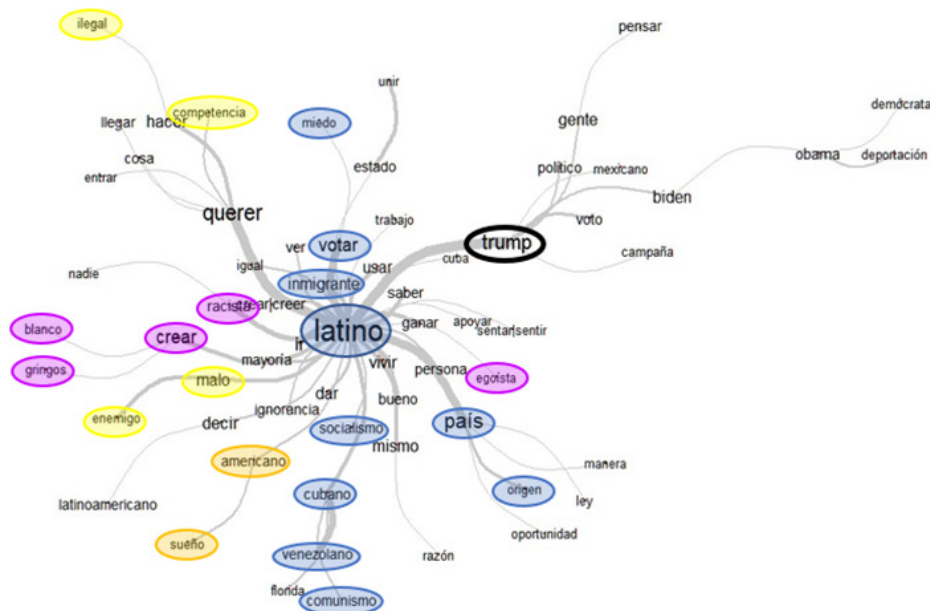 ilegal
pensar
unir
competencia
llegar
hacer
miedo
gente
demócrata
cosa
estado
obama
deportación
entrar
político
mexicano
biden
querer
trabajo
voto
votar
trump
ver
cuba
campaña
igual
usar
nadie
inmigrante
saber
racista
crear|creer
latino
ganar
apoyar
sentar|sentir
blanco
crear
ir
mayoría
vivir
persona
egoísta
gringos
malo
dar
bueno
enemigo
ignorancia
decir
socialismo
país
mismo
americano
manera
cubano
origen
ley
latinoamericano
oportunidad
sueño
venezolano
razón
florida
comunismo